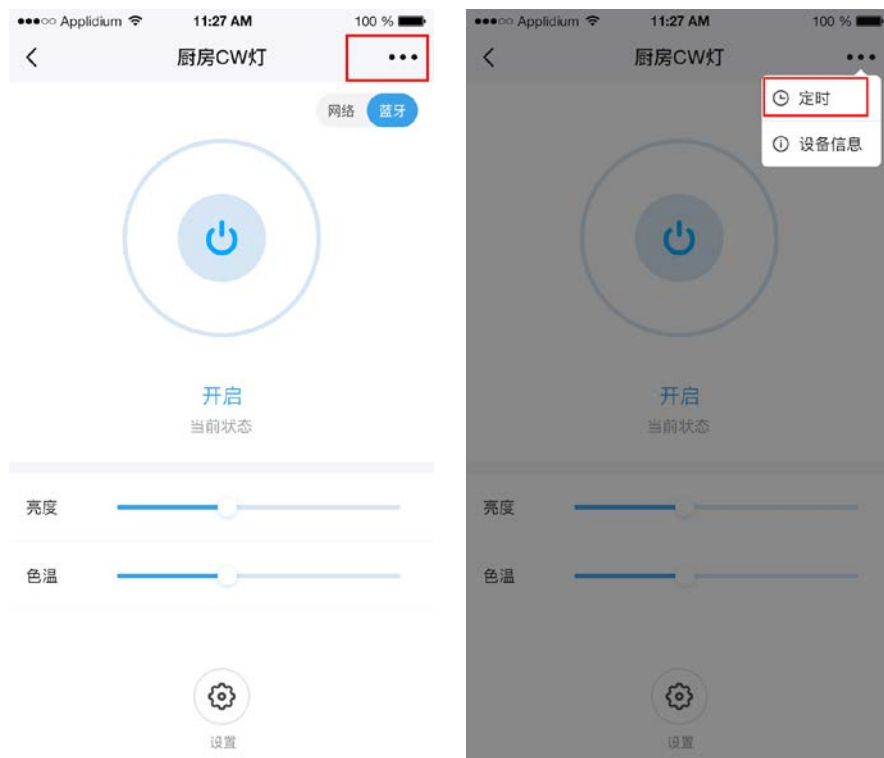 Applidium 11:27 AM 100 %
厨房CW灯
网络 蓝牙
开启
当前状态
亮度
色温
设置
Applidium 11:27 AM 100 %
厨房CW灯
定时
设备信息
开启
当前状态
亮度
色温
设置